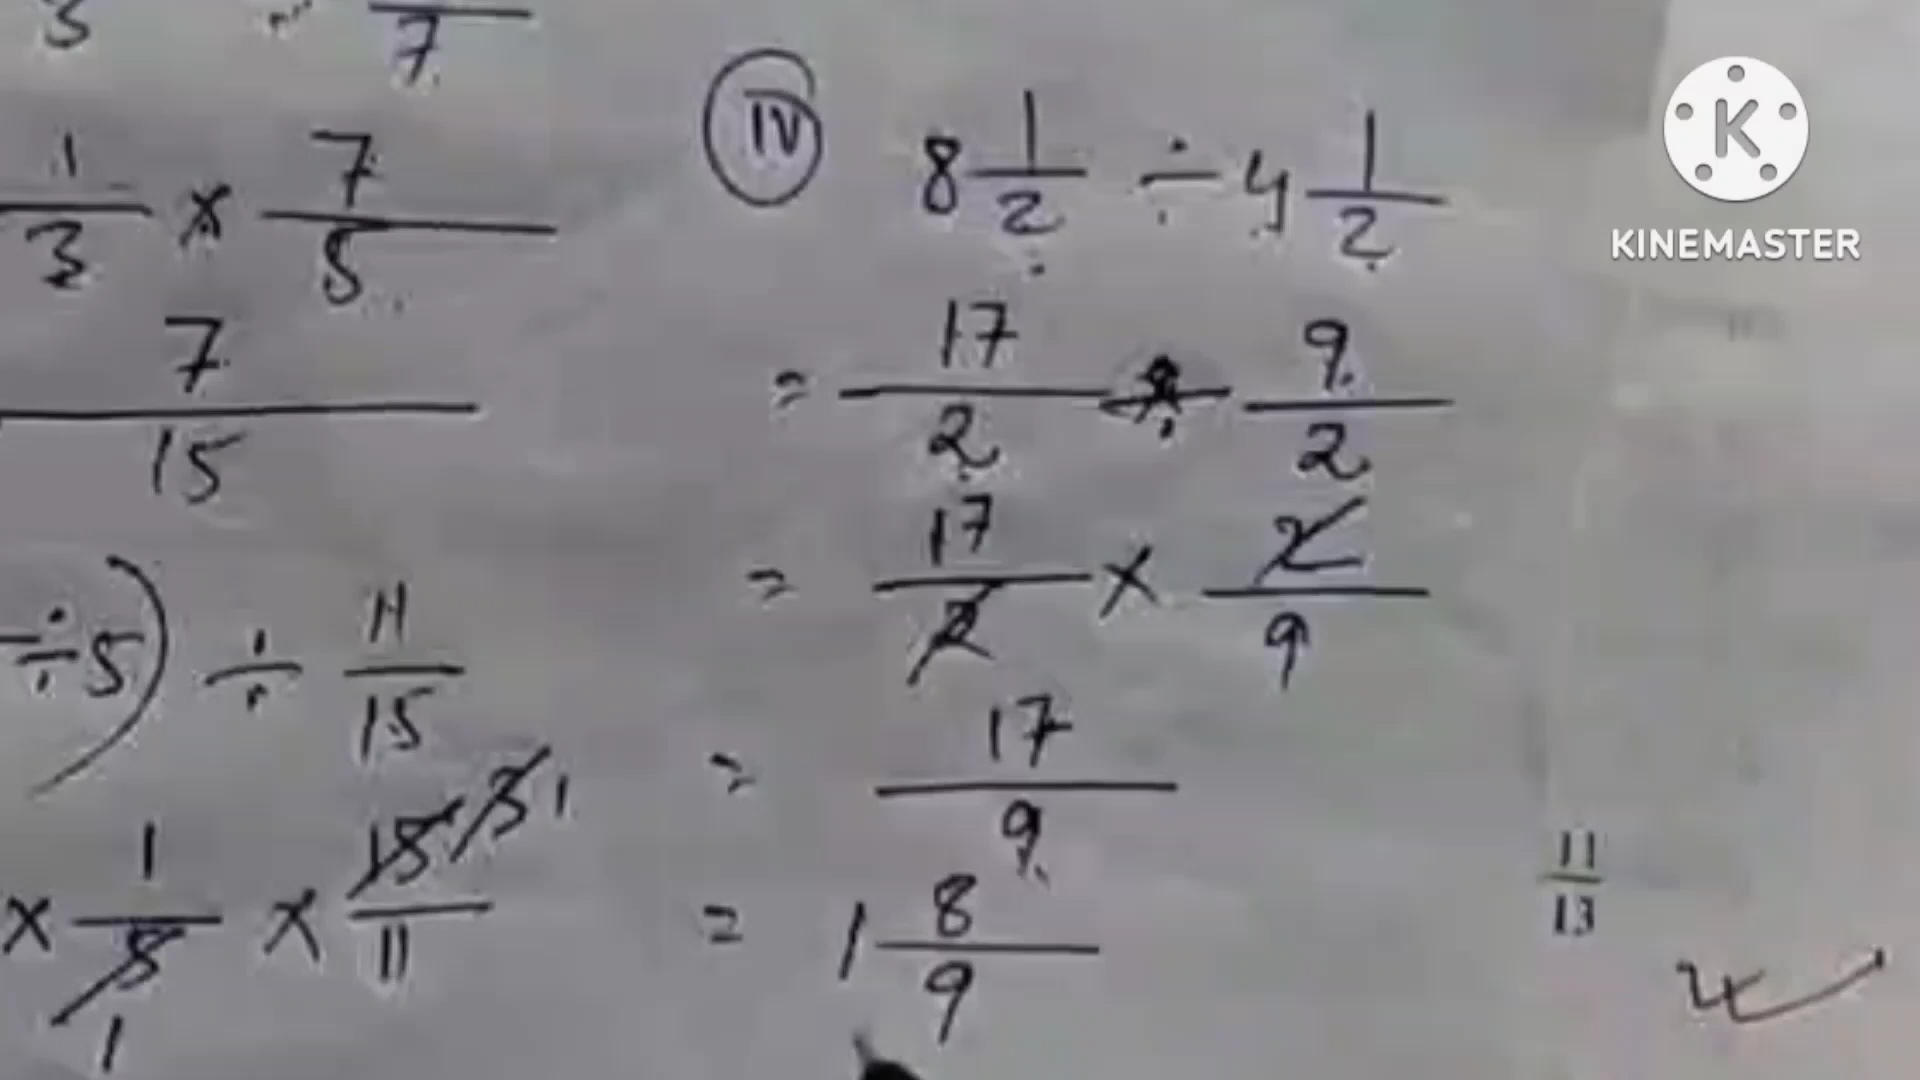 3 7
1/3 × 7/5
7/15
÷5) ÷ 11/15
× 1/5 × 15 3 1/11
1
(IV) 8 1/2 ÷ 4 1/2
= 17/2 ÷ 9/2
= 17/2 × 2/9
= 17/9
= 1 8/9
K
KINEMASTER
11/13